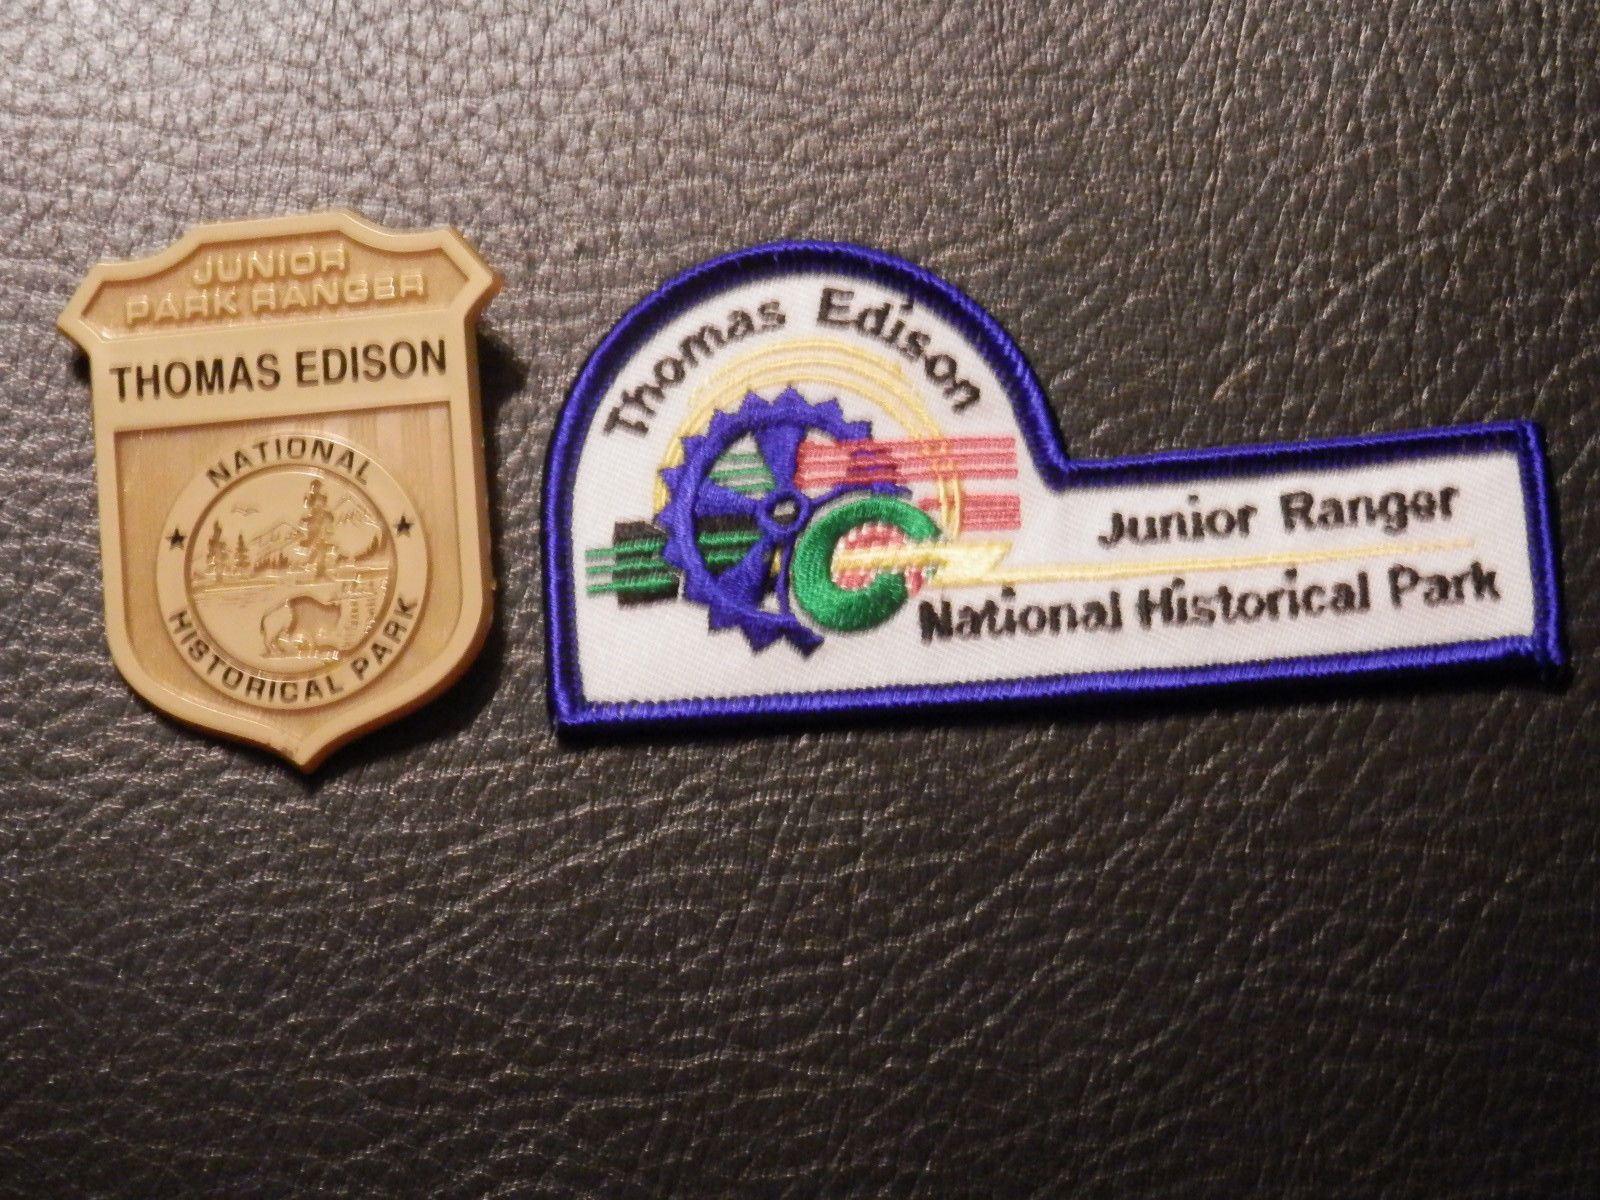 JUNIOR
PARK RANGER
THOMAS EDISON
NATIONAL
HISTORICAL PARK
Thomas Edison
Junior Ranger
National Historical Park